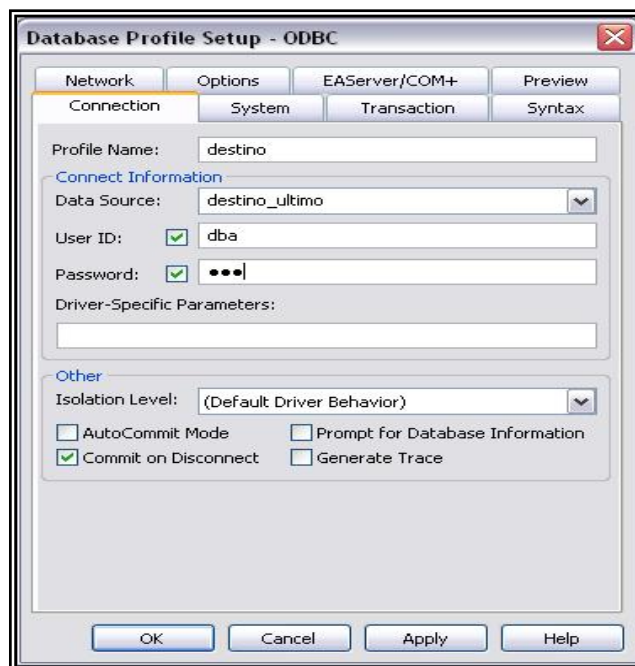 Database Profile Setup - ODBC
Network Options EAServer/COM+ Preview
Connection System Transaction Syntax
Profile Name: destino
Connect Information
Data Source: destino_ultimo
User ID: dba
Password: •••
Driver-Specific Parameters:
Other
Isolation Level: (Default Driver Behavior)
AutoCommit Mode Prompt for Database Information
Commit on Disconnect Generate Trace
OK Cancel Apply Help